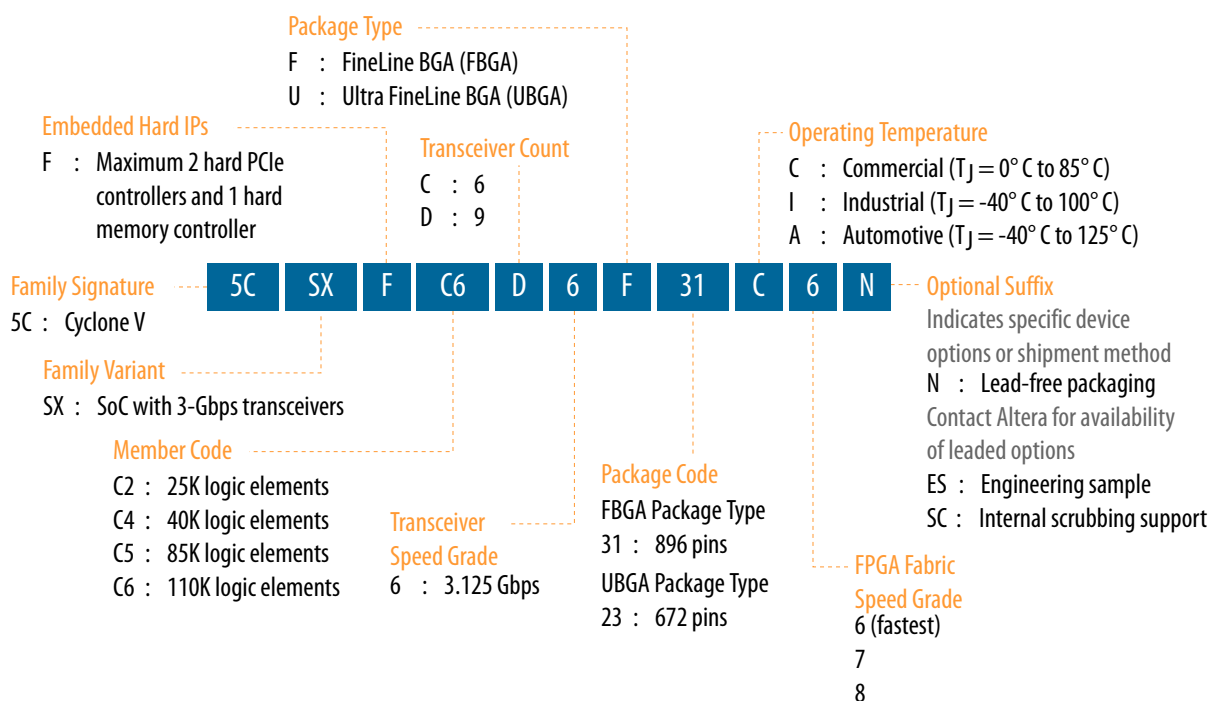 Package Type
F : FineLine BGA (FBGA)
U : Ultra FineLine BGA (UBGA)
Embedded Hard IPs
F : Maximum 2 hard PCIe
controllers and 1 hard
memory controller
Transceiver Count
C : 6
D : 9
Operating Temperature
C : Commercial (TJ = 0° C to 85° C)
I : Industrial (TJ = -40° C to 100° C)
A : Automotive (TJ = -40° C to 125° C)
Family Signature
5C : Cyclone V
5C SX F C6 D 6 F 31 C 6 N
Optional Suffix
Indicates specific device
options or shipment method
N : Lead-free packaging
Contact Altera for availability
of leaded options
ES : Engineering sample
SC : Internal scrubbing support
Family Variant
SX : SoC with 3-Gbps transceivers
Member Code
C2 : 25K logic elements
C4 : 40K logic elements
C5 : 85K logic elements
C6 : 110K logic elements
Transceiver
Speed Grade
6 : 3.125 Gbps
Package Code
FBGA Package Type
31 : 896 pins
UBGA Package Type
23 : 672 pins
FPGA Fabric
Speed Grade
6 (fastest)
7
8